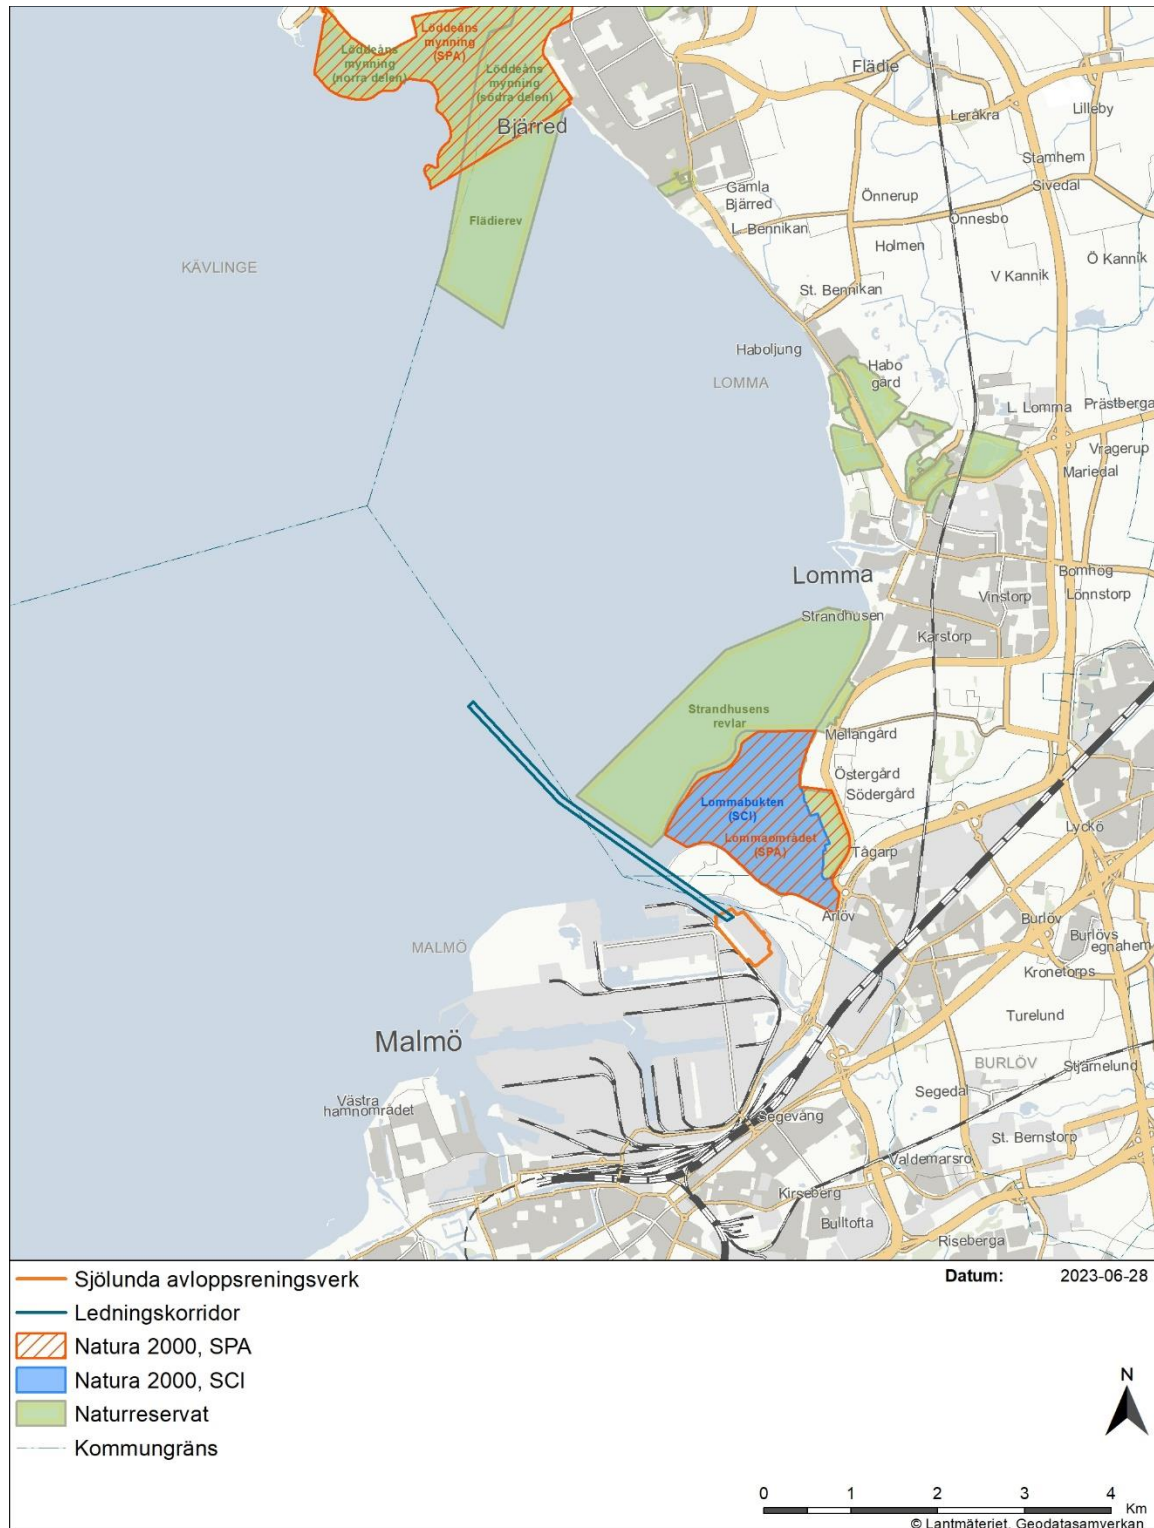 Löddeåns
mynning
(SPA)
Löddeåns
mynning
(norra delen)
Löddeåns
mynning
(södra delen)
Bjärred
Flädie
Leråkra
Lilleby
Stamhem
Sivedal
Gamla
Bjärred
Önnerup
L. Bennikan
Önnesbo
Flädierev
Holmen
Ö Kannik
KÄVLINGE
V Kannik
St. Bennikan
Haboljung
Habo
gård
LOMMA
L. Lomma
Prästberga
Vragerup
Mariedal
Lomma
Bomhög
Vinstorp
Lönnstorp
Strandhusen
Karstorp
Strandhusens
revlar
Mellangård
Östergård
Södergård
Lommabukten
(SCI)
Lommaområdet
(SPA)
Lyckö
Tågarp
Arlöv
Burlöv
Burlövs
egnahem
MALMÖ
Kronetorps
Turelund
Malmö
BURLÖV
Stjärnelund
Segedal
Västra
hamnområdet
Segevång
St. Bernstorp
Valdemarsro
Kirseberg
Bulltofta
Riseberga
Sjölunda avloppsreningsverk
Datum: 2023-06-28
Ledningskorridor
Natura 2000, SPA
Natura 2000, SCI
Naturreservat
Kommungräns
N
0 1 2 3 4
Km
© Lantmäteriet, Geodatasamverkan